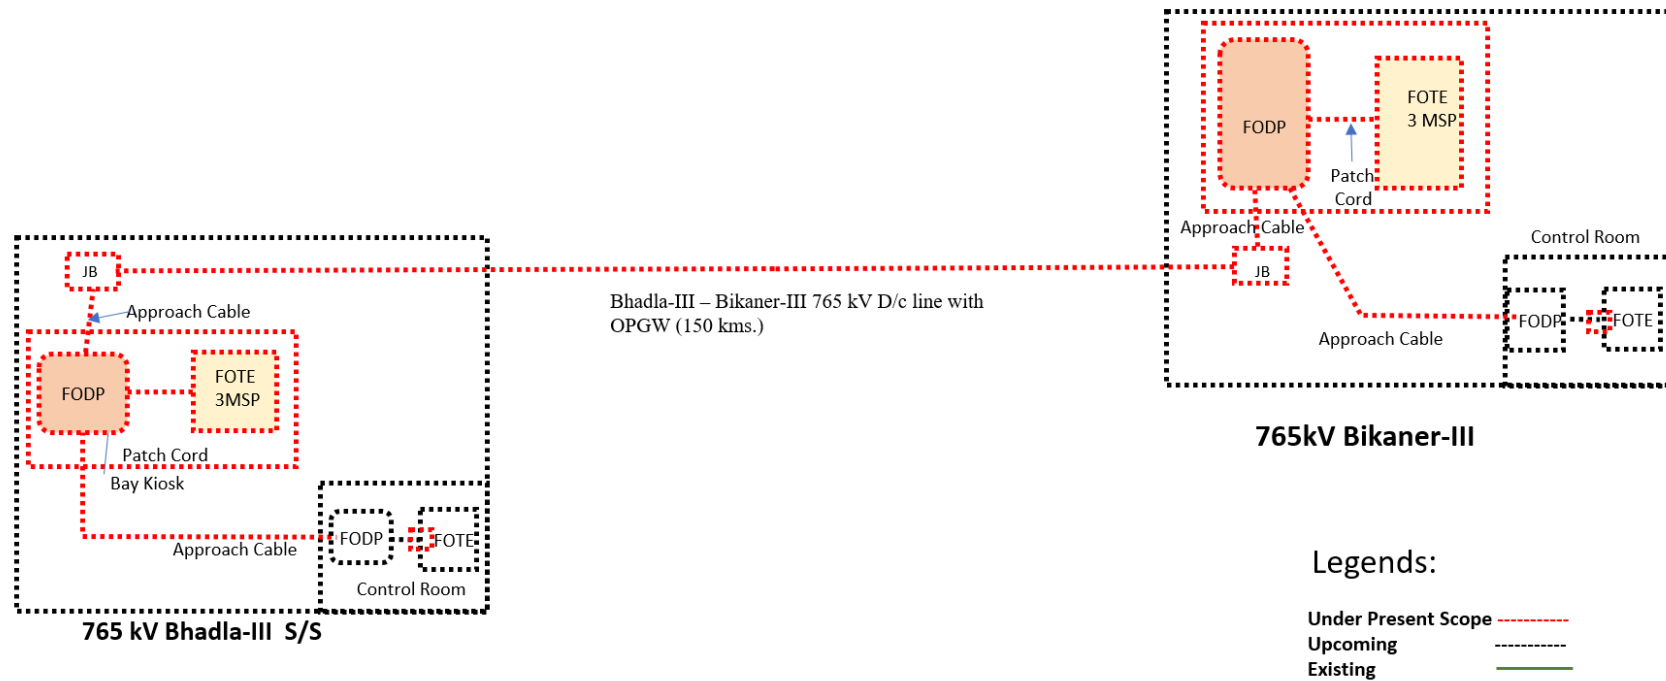 FODP
FOTE
3 MSP
Patch
Cord
Approach Cable
JB
Control Room
FODP
FOTE
Approach Cable
765kV Bikaner-III
Bhadla-III – Bikaner-III 765 kV D/c line with
OPGW (150 kms.)
JB
Approach Cable
FODP
FOTE
3MSP
Patch Cord
Bay Kiosk
Approach Cable
FODP
FOTE
Control Room
765 kV Bhadla-III S/S
Legends:
Under Present Scope
Upcoming
Existing